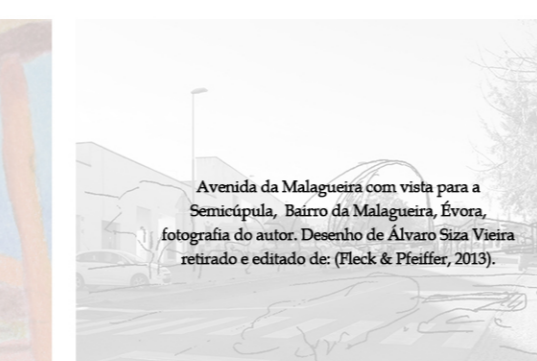 Avenida da Malagueira com vista para a
Semicúpula,  Bairro da Malagueira, Évora,
fotografia do autor. Desenho de Álvaro Siza Vieira
retirado e editado de: (Fleck & Pfeiffer, 2013).